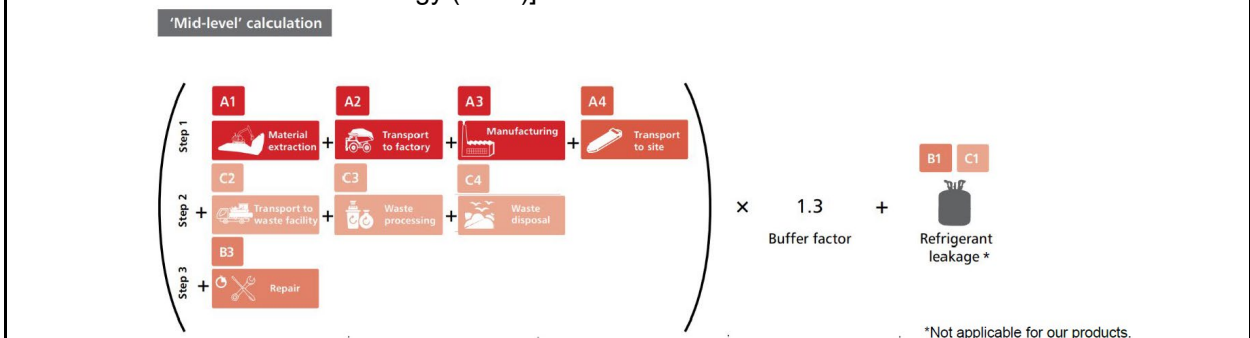 gy (
)]
'Mid-level' calculation
Step 1
A1
A2
A3
A4
Material
extraction
+
Transport
to factory
+
Manufacturing
+
Transport
to site
Step 2
C2
C3
C4
+
Transport to
waste facility
+
Waste
processing
+
Waste
disposal
Step 3
B3
+
Repair
×
1.3
Buffer factor
+
B1
C1
Refrigerant
leakage *
*Not applicable for our products.